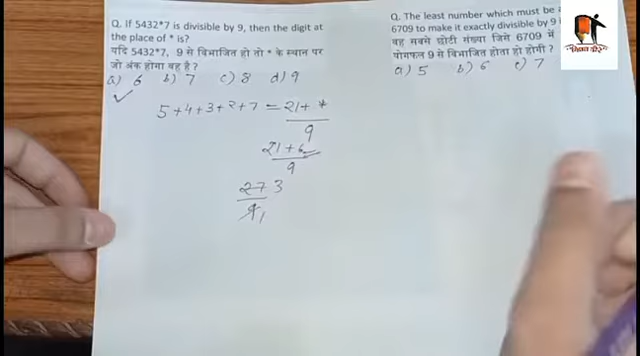 Q. If 5432*7 is divisible by 9, then the digit at
the place of * is?
यदि 5432*7, 9 से विभाजित हो तो * के स्थान पर
जो अंक होगा वह है?
a) 6 b) 7 c) 8 d) 9
5+4+3+2+7 = 21+ *
9
21+6
9
27 3
9 1
Q. The least number which must be
6709 to make it exactly divisible by 9
वह सबसे छोटी संख्या जिसे 6709 में
योगफल 9 से विभाजित होता हो होगी?
a) 5 b) 6 c) 7